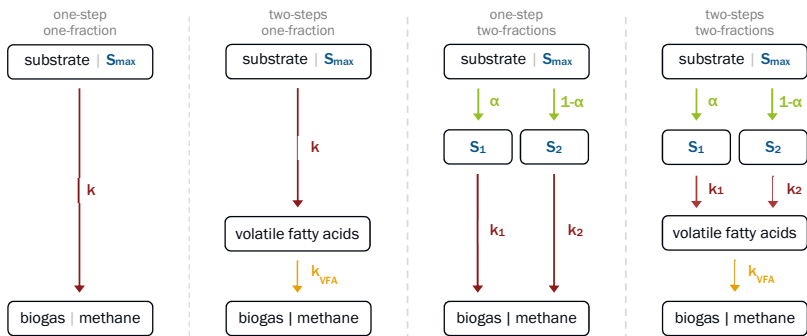 one-step
one-fraction
substrate | Smax
k
biogas | methane
two-steps
one-fraction
substrate | Smax
k
volatile fatty acids
kVFA
biogas | methane
one-step
two-fractions
substrate | Smax
α 1-α
S1 S2
k1 k2
biogas | methane
two-steps
two-fractions
substrate | Smax
α 1-α
S1 S2
k1 k2
volatile fatty acids
kVFA
biogas | methane